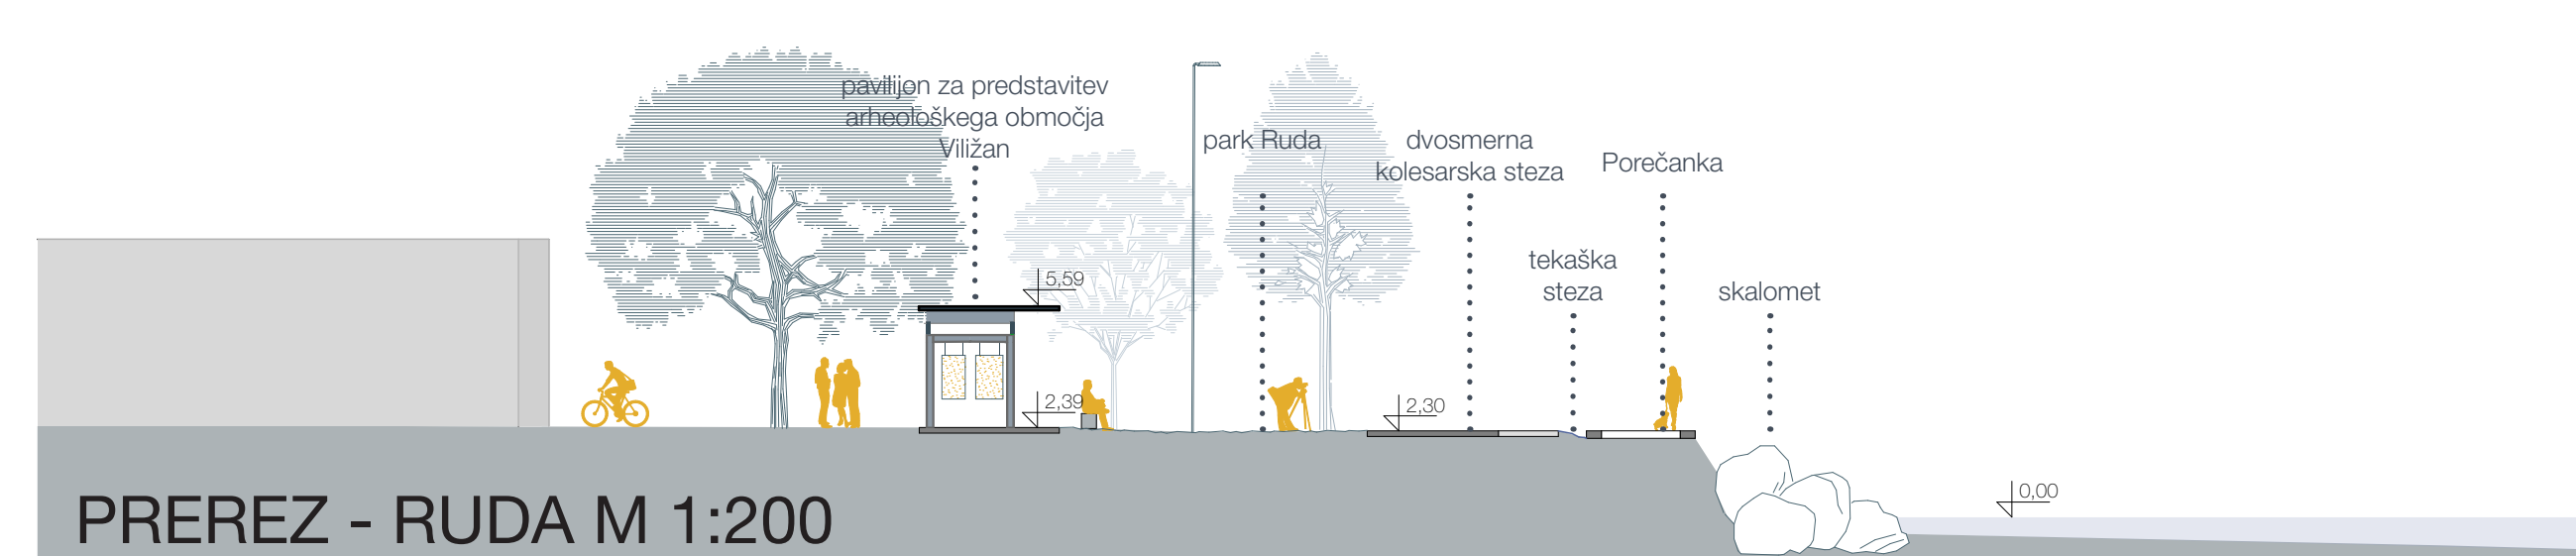 pavilijon za predstavitev
arheološkega območja
Viližan
park Ruda
dvosmerna
kolesarska steza
Porečanka
tekaška
steza
skalomet
5,59
2,39
2,30
0,00
PREREZ - RUDA M 1:200